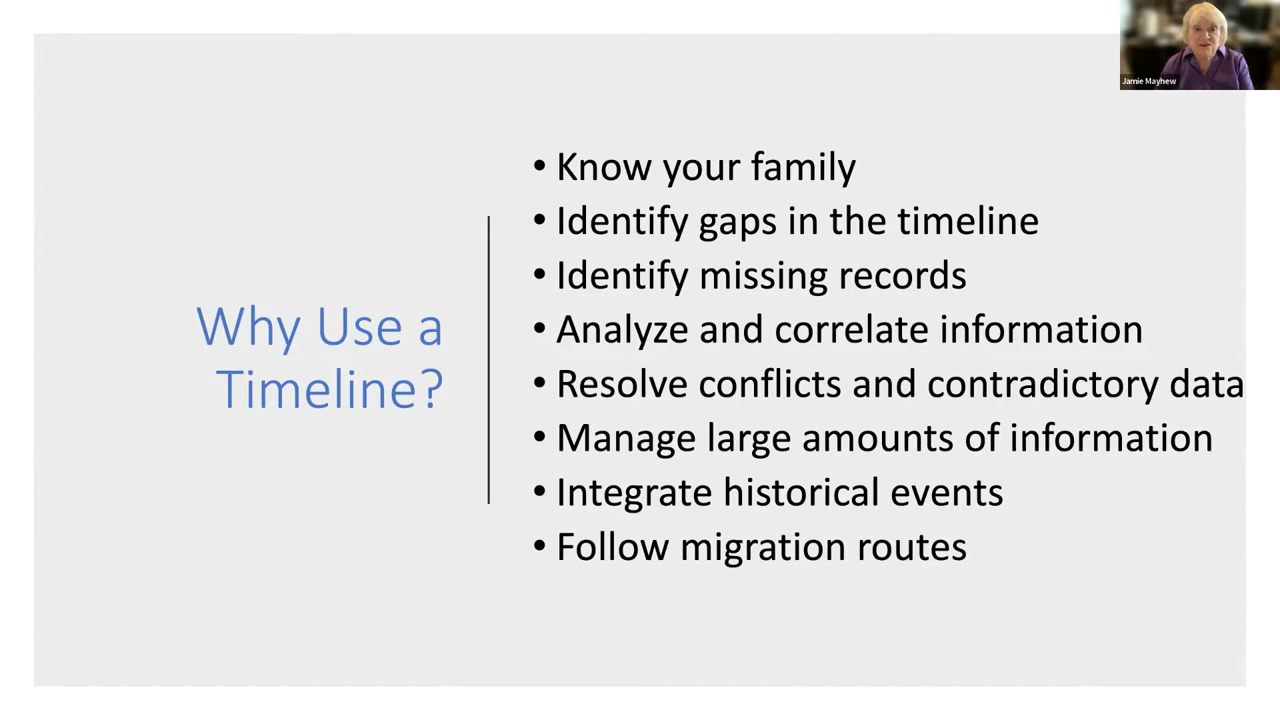 Jamie Mayhew
Why Use a
Timeline?
• Know your family
• Identify gaps in the timeline
• Identify missing records
• Analyze and correlate information
• Resolve conflicts and contradictory data
• Manage large amounts of information
• Integrate historical events
• Follow migration routes